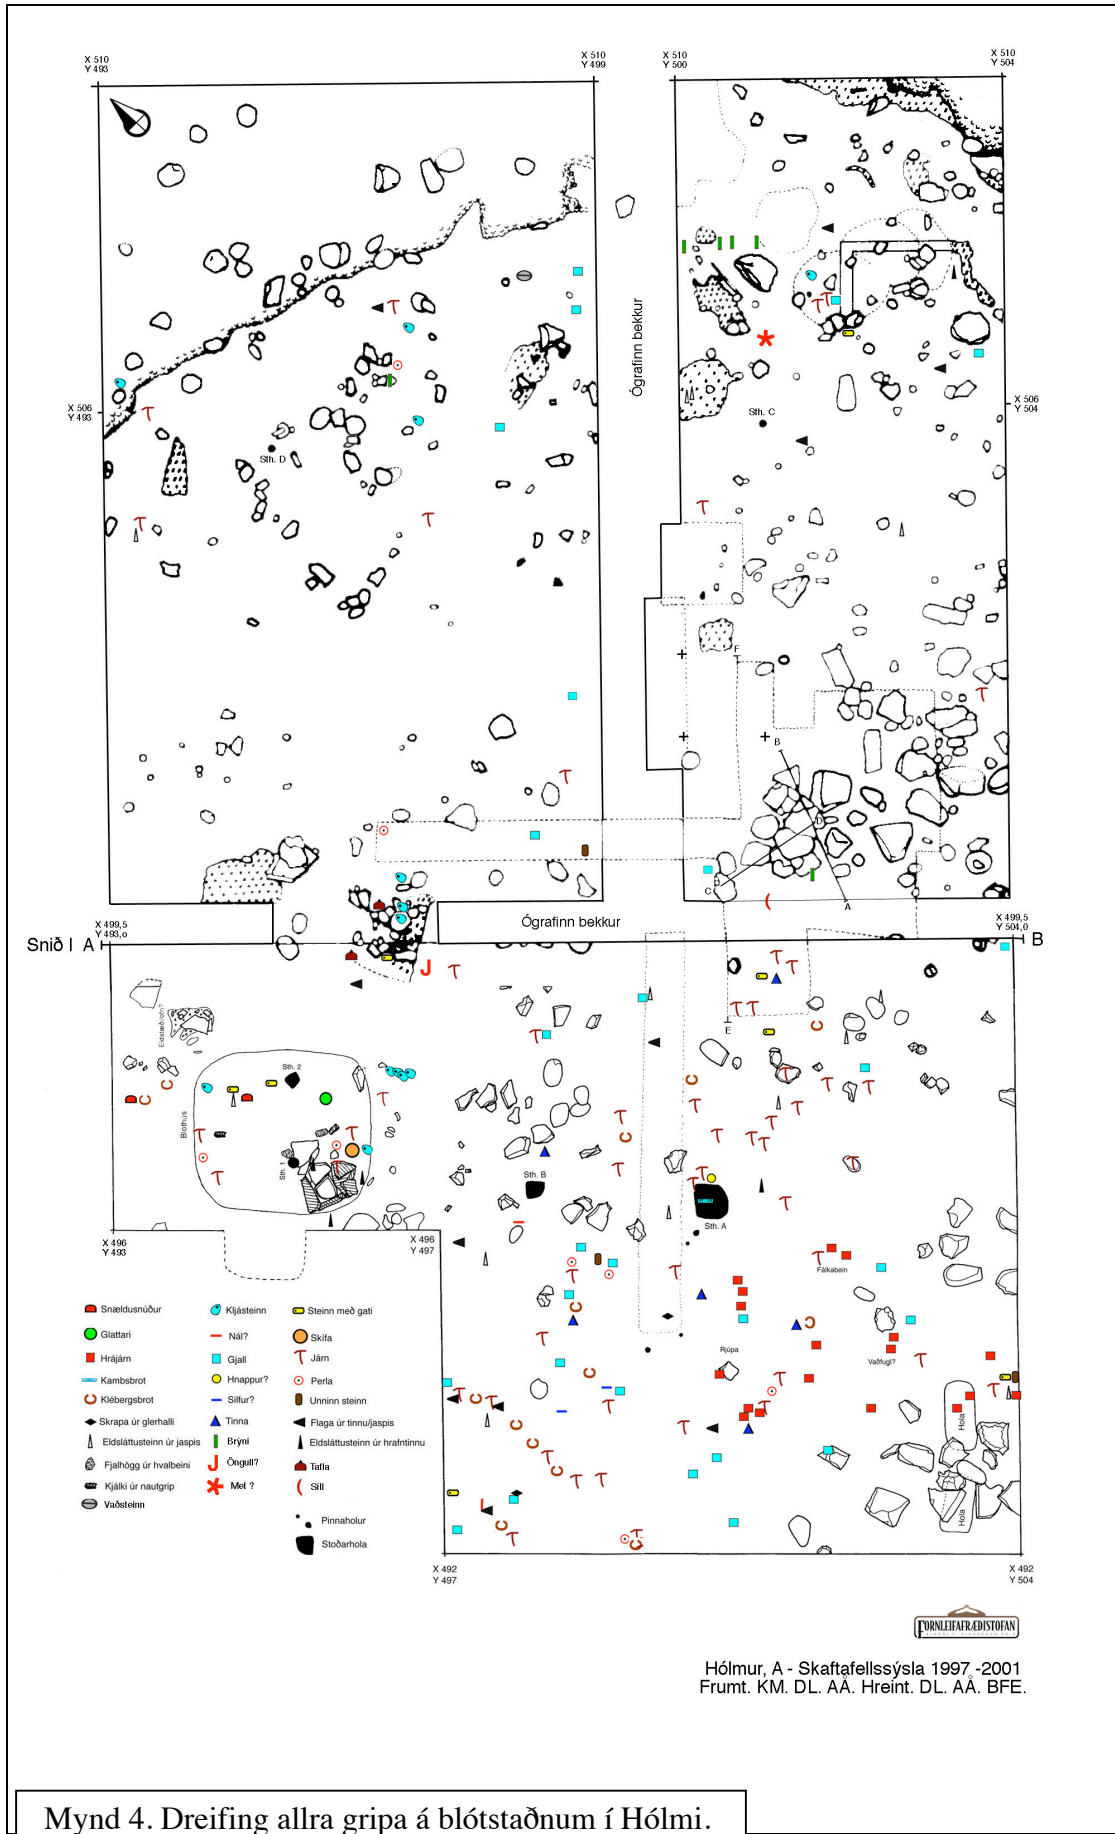 X 510
Y 493
X 510
Y 499
X 510
Y 500
X 510
Y 504
Ógrafinn bekkur
X 506
Y 493
X 506
Y 504
Sth. D
Sth. C
F
B
D
C
A
Ógrafinn bekkur
X 499,5
Y 493,0
X 499,5
Y 504,0
Snið I A
B
E
Eldstæði/ofn?
Blóthús
Sth. 2
Sth. 1
Sth. B
Sth. A
X 496
Y 493
X 496
Y 497
Fálkabein
Rjúpa
Vaðfugl?
Hola
Hola
Snældusnúður
Kljásteinn
Steinn með gati
Glattari
Nál?
Skífa
Hrájárn
Gjall
Járn
Kambsbrot
Hnappur?
Perla
Klébergsbrot
Silfur?
Unninn steinn
Skrapa úr glerhalli
Tinna
Flaga úr tinnu/jaspis
Eldsláttusteinn úr jaspis
Brýni
Eldsláttusteinn úr hrafntinnu
Fjalhögg úr hvalbeini
Öngull?
Tafla
Kjálki úr nautgrip
Met ?
Síll
Vaðsteinn
Pinnaholur
Stoðarhola
X 492
Y 497
X 492
Y 504
FORNLEIFAFRÆÐISTOFAN
Hólmur, A - Skaftafellssýsla 1997 -2001
Frumt. KM. DL. AÅ. Hreint. DL. AÅ. BFE.
Mynd 4. Dreifing allra gripa á blótstaðnum í Hólmi.